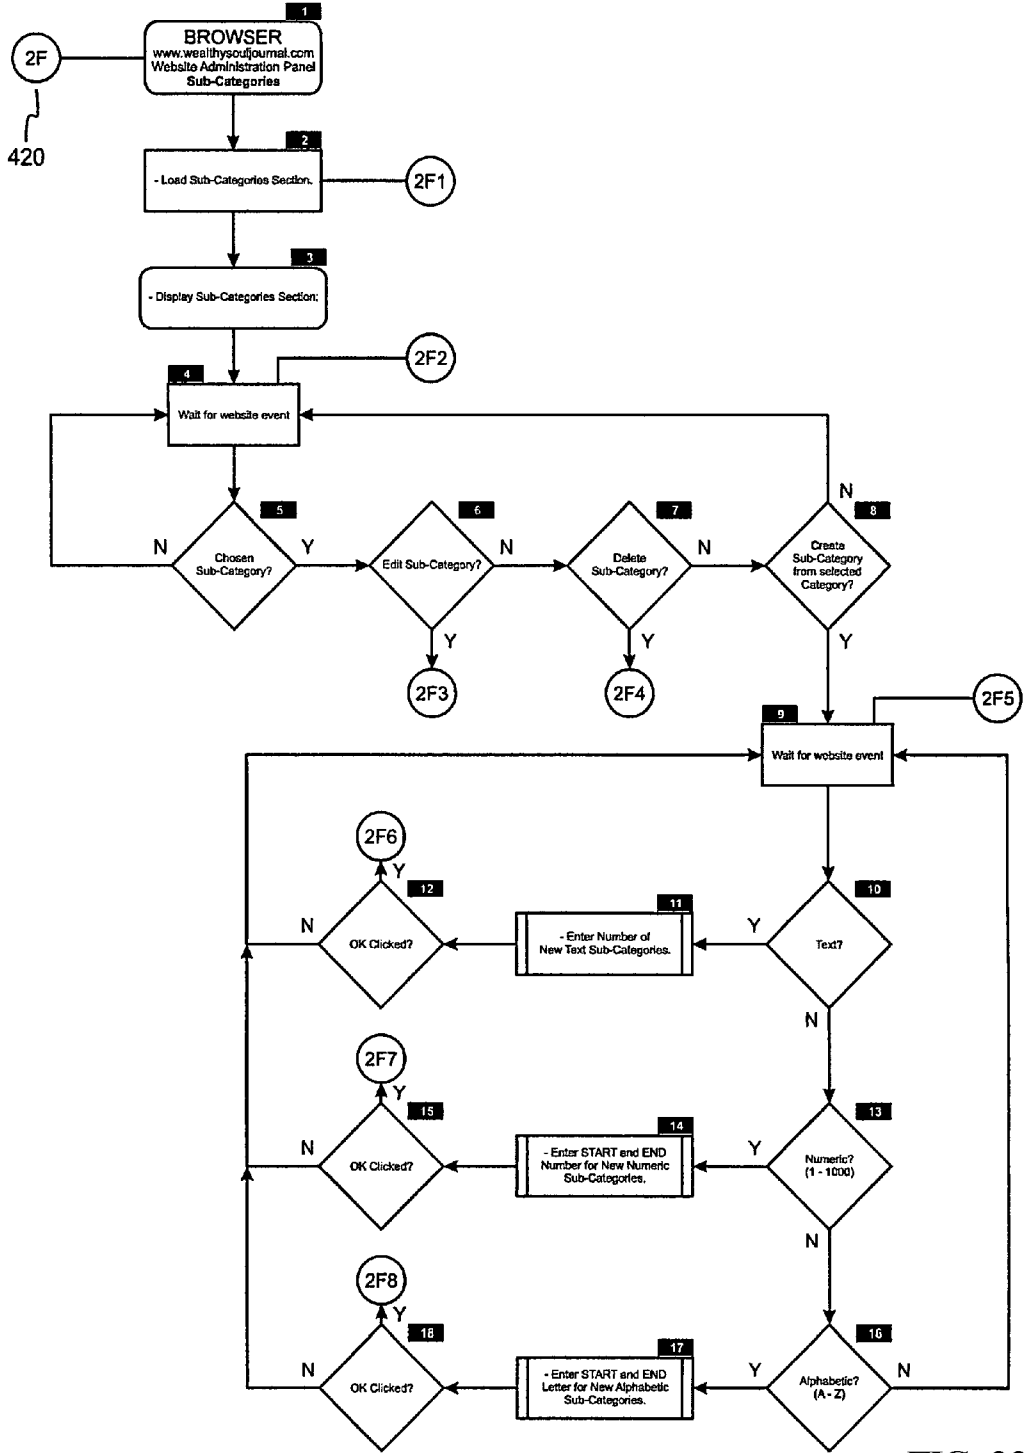 1
BROWSER
www.wealthysouljournal.com
Website Administration Panel
Sub-Categories
2F
420
2
- Load Sub-Categories Section.
2F1
3
- Display Sub-Categories Section;
2F2
4
Wait for website event
N
5
Chosen
Sub-Category?
Y
6
Edit Sub-Category?
N
Y
2F3
7
Delete
Sub-Category?
N
Y
2F4
N
8
Create
Sub-Category
from selected
Category?
Y
2F5
9
Wait for website event
2F6
Y
12
OK Clicked?
N
11
- Enter Number of
New Text Sub-Categories.
Y
10
Text?
N
2F7
Y
15
OK Clicked?
N
14
- Enter START and END
Number for New Numeric
Sub-Categories.
Y
13
Numeric?
(1 - 1000)
N
2F8
Y
18
OK Clicked?
N
17
- Enter START and END
Letter for New Alphabetic
Sub-Categories.
Y
16
Alphabetic?
(A - Z)
N